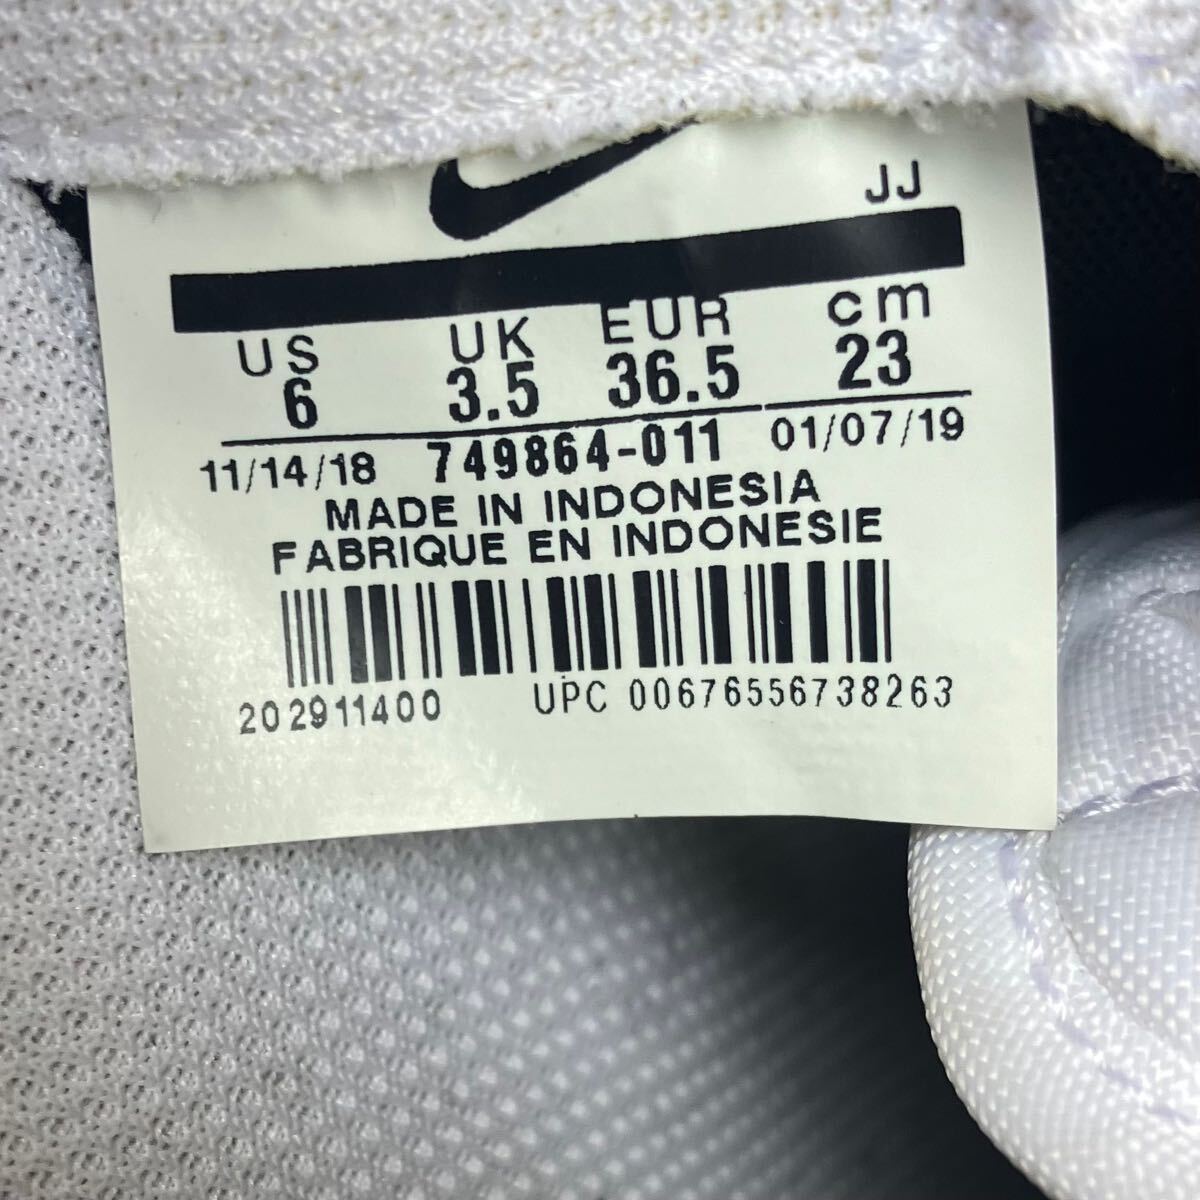 JJ
US UK EUR cm
6 3.5 36.5 23
11/14/18 749864-011 01/07/19
MADE IN INDONESIA
FABRIQUE EN INDONESIE
202911400 UPC 00676556738263